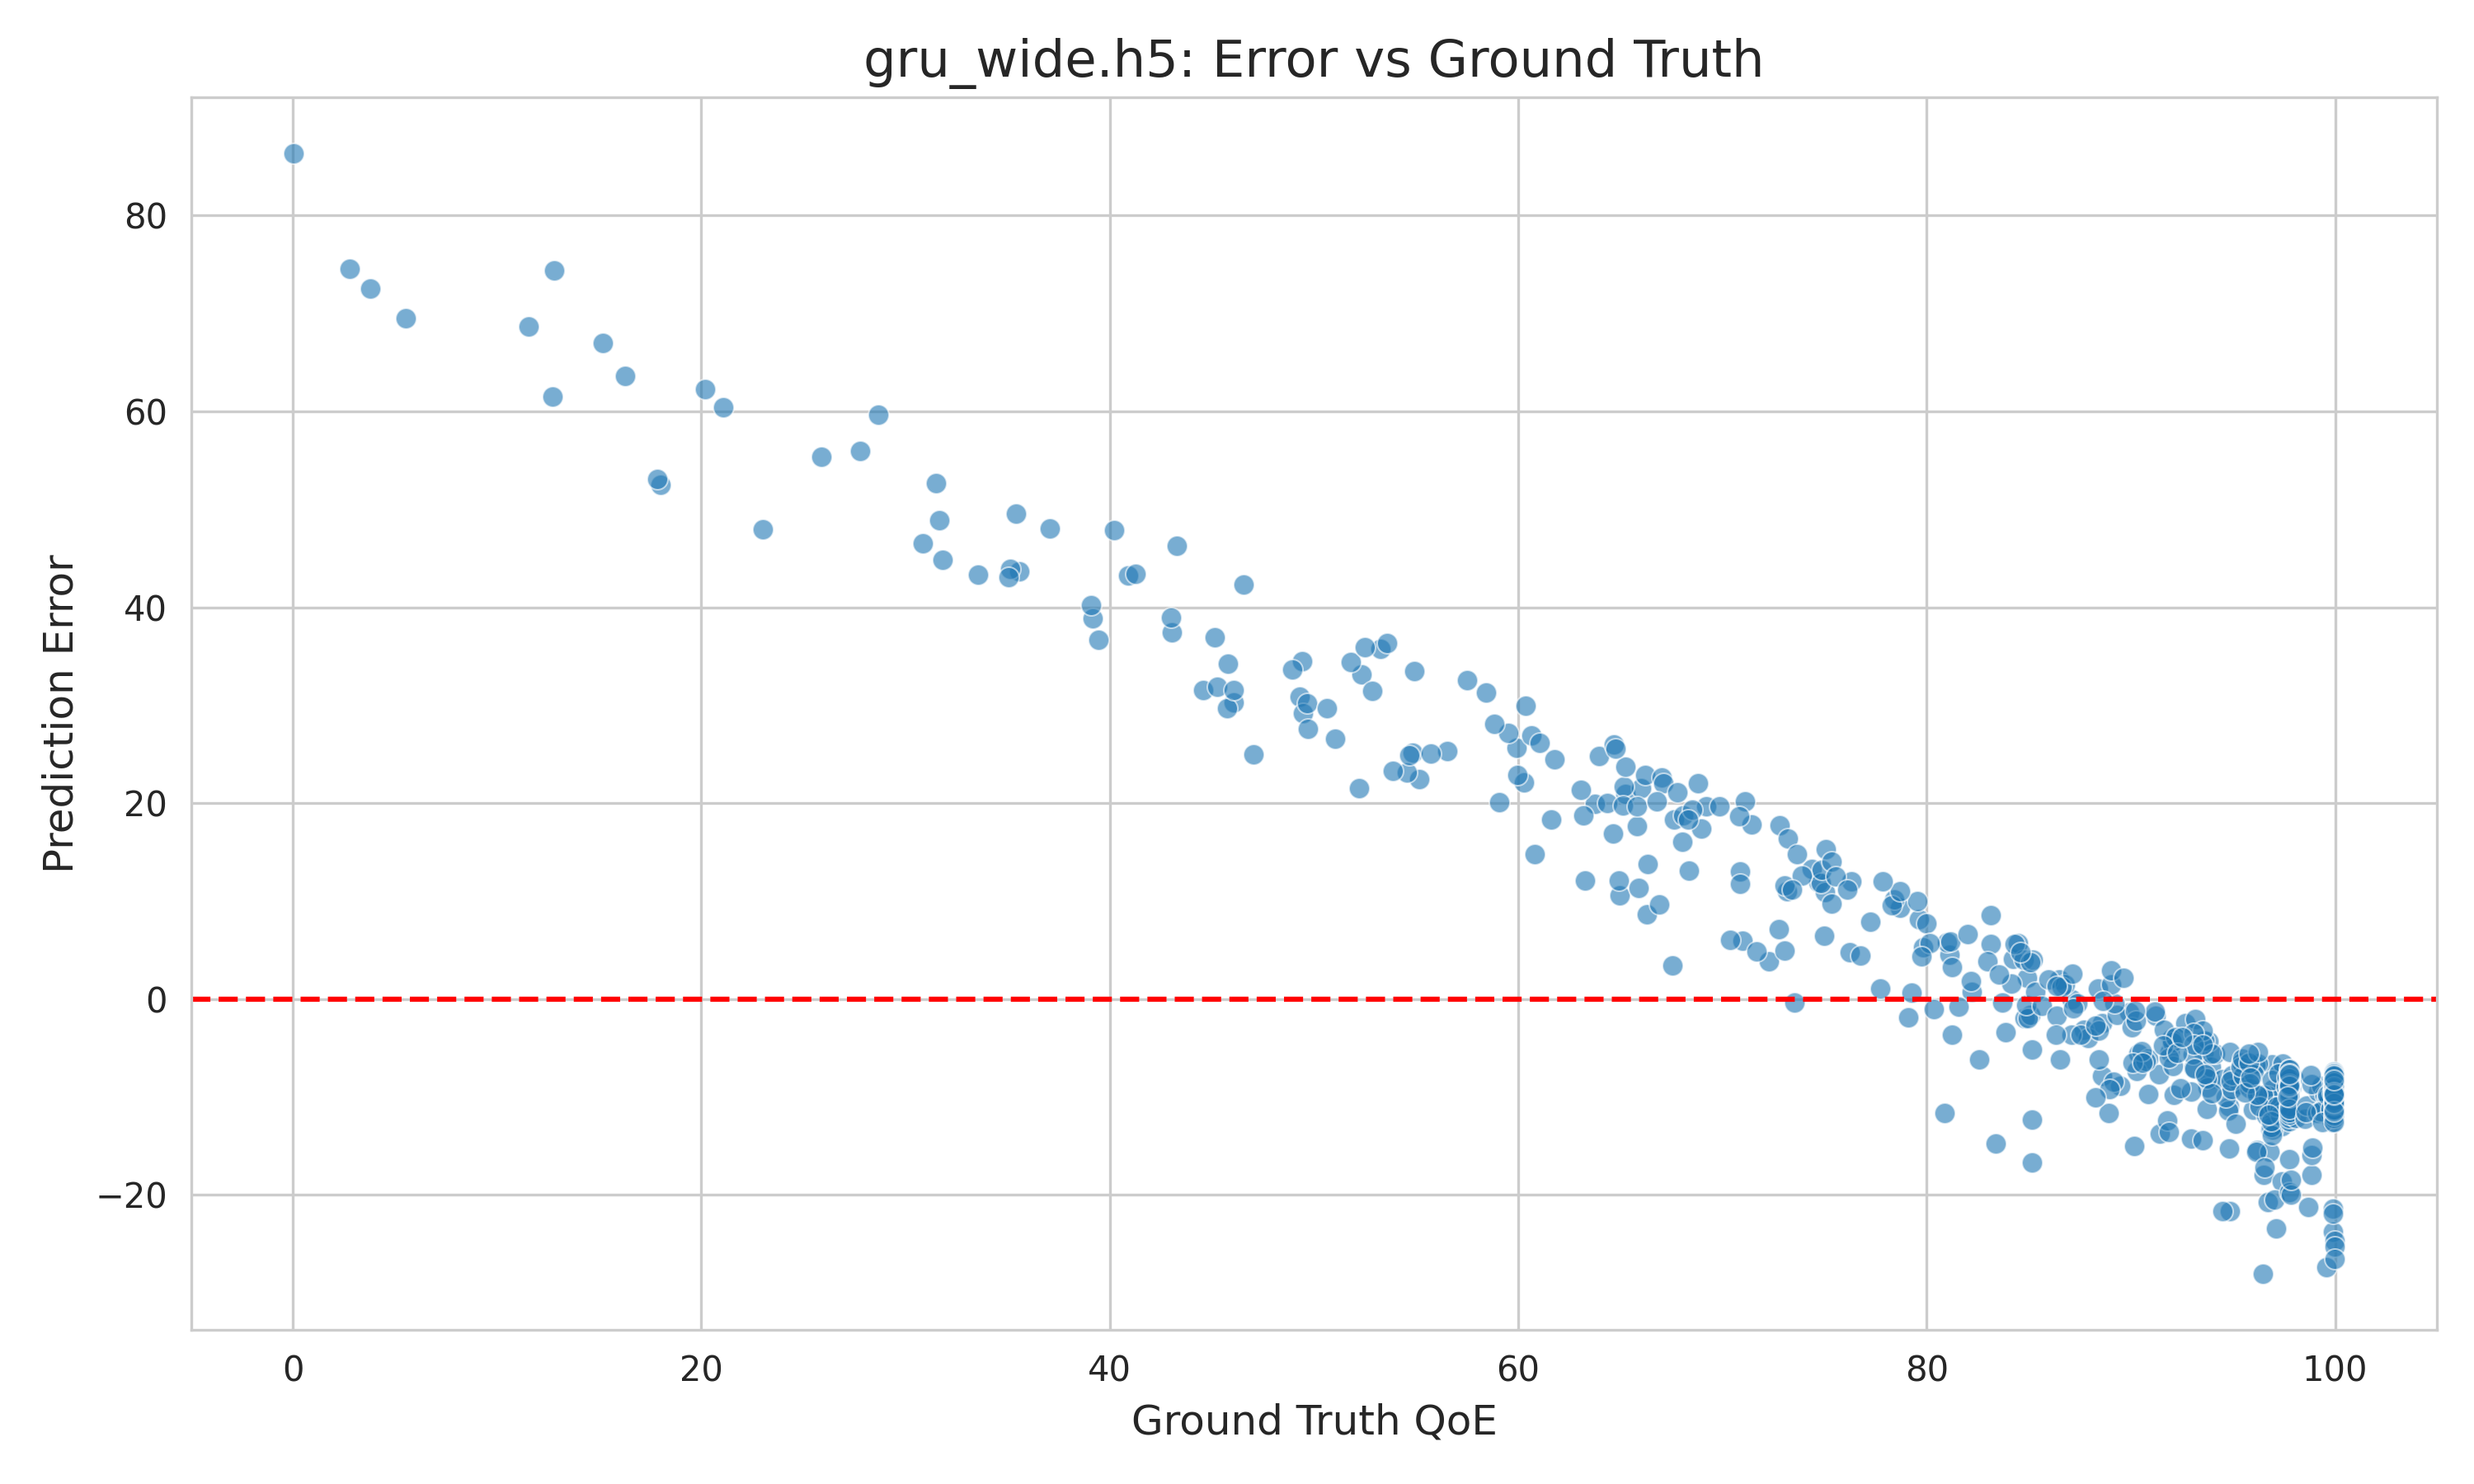 gru_wide.h5: Error vs Ground Truth
Prediction Error
80
60
40
20
0
−20
0 20 40 60 80 100
Ground Truth QoE